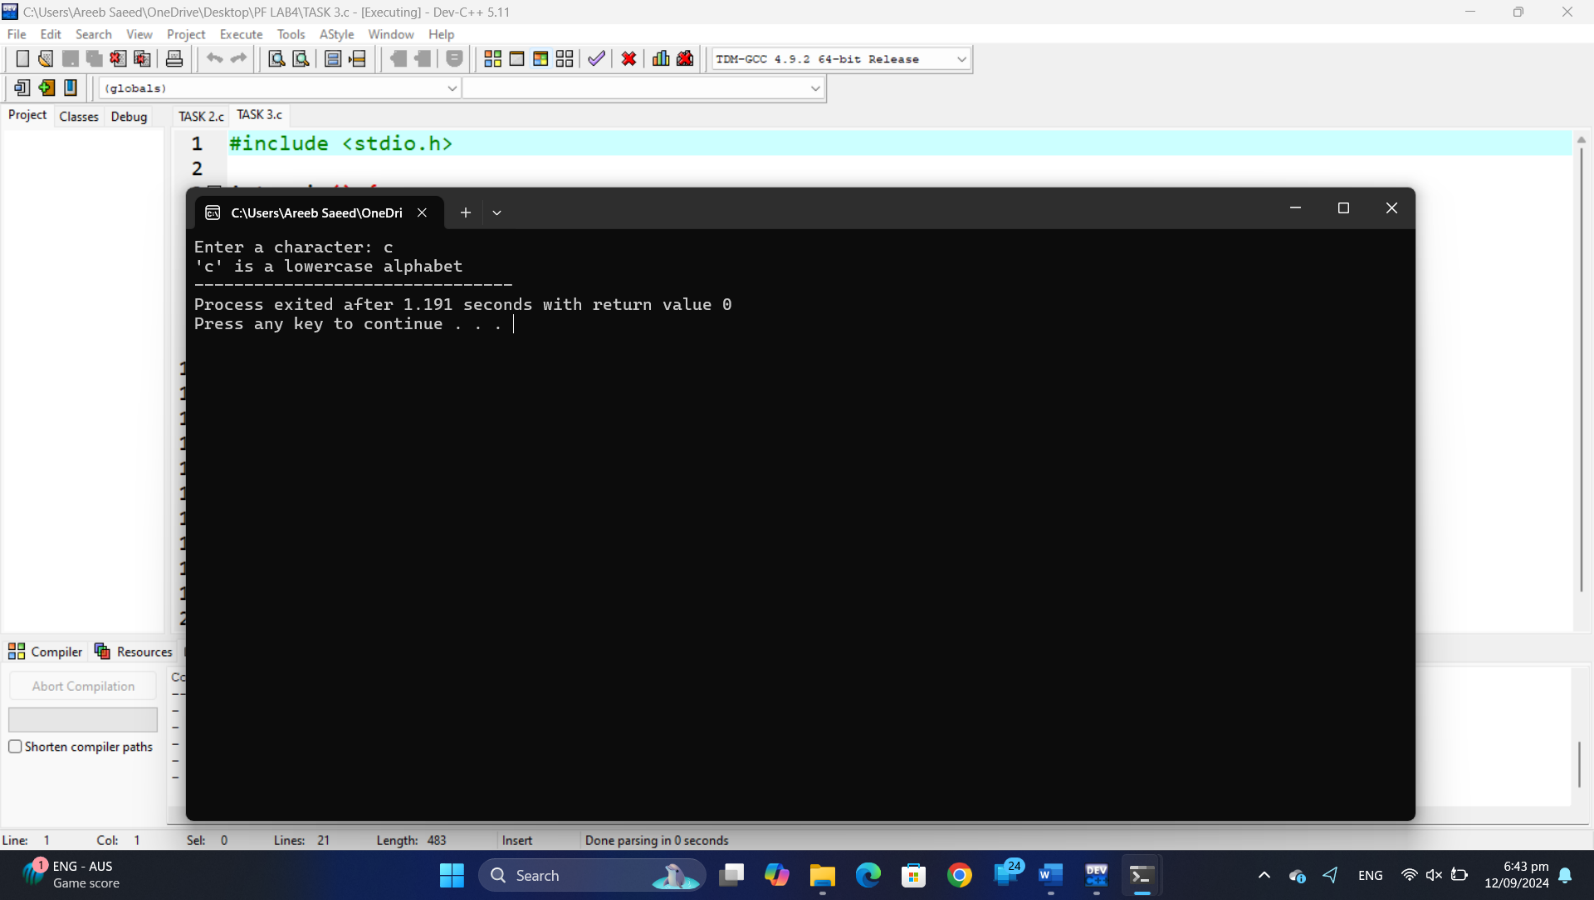 C:\Users\Areeb Saeed\OneDrive\Desktop\PF LAB4\TASK 3.c - [Executing] - Dev-C++ 5.11
File Edit Search View Project Execute Tools AStyle Window Help
TDM-GCC 4.9.2 64-bit Release
(globals)
Project Classes Debug TASK 2.c TASK 3.c
1 #include <stdio.h>
2
C:\Users\Areeb Saeed\OneDri
Enter a character: c
'c' is a lowercase alphabet
--------------------------------
Process exited after 1.191 seconds with return value 0
Press any key to continue . . .
Compiler Resources
Abort Compilation
Shorten compiler paths
Line: 1 Col: 1 Sel: 0 Lines: 21 Length: 483 Insert Done parsing in 0 seconds
1 ENG - AUS
Game score
Search
24
DEV
ENG
6:43 pm
12/09/2024